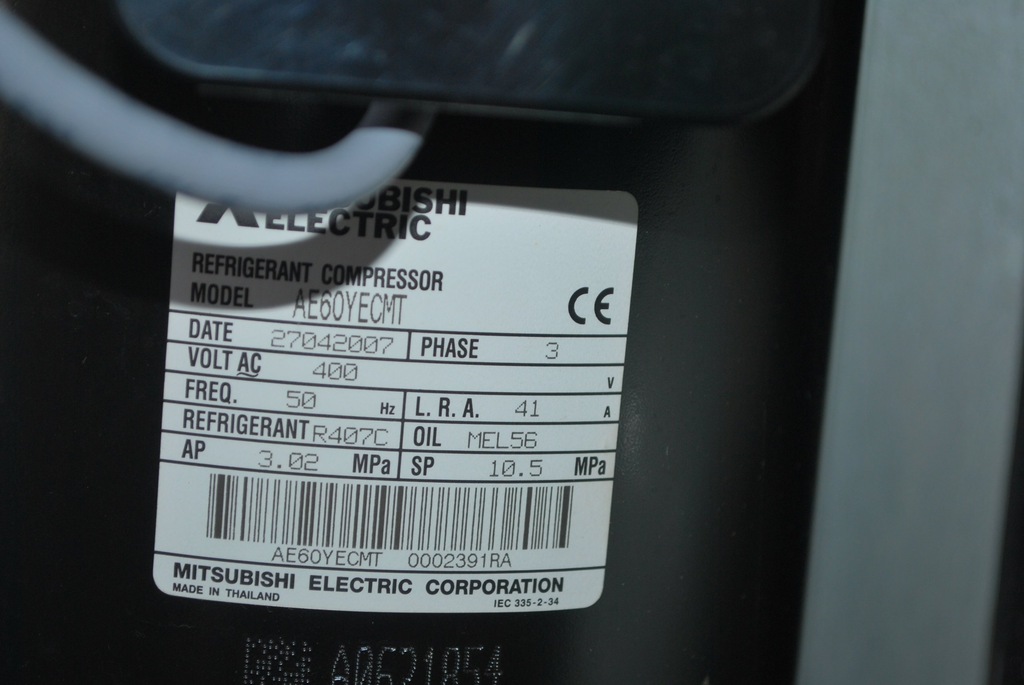 ELECTRIC
REFRIGERANT COMPRESSOR
MODEL AE60YECMT
CE
DATE 27042007 PHASE 3
VOLT AC 400 V
FREQ. 50 Hz L. R. A. 41 A
REFRIGERANT R407C OIL MEL56
AP 3.02 MPa SP 10.5 MPa
AE60YECMT 0002391RA
MITSUBISHI ELECTRIC CORPORATION
MADE IN THAILAND IEC 335-2-34
A0621854